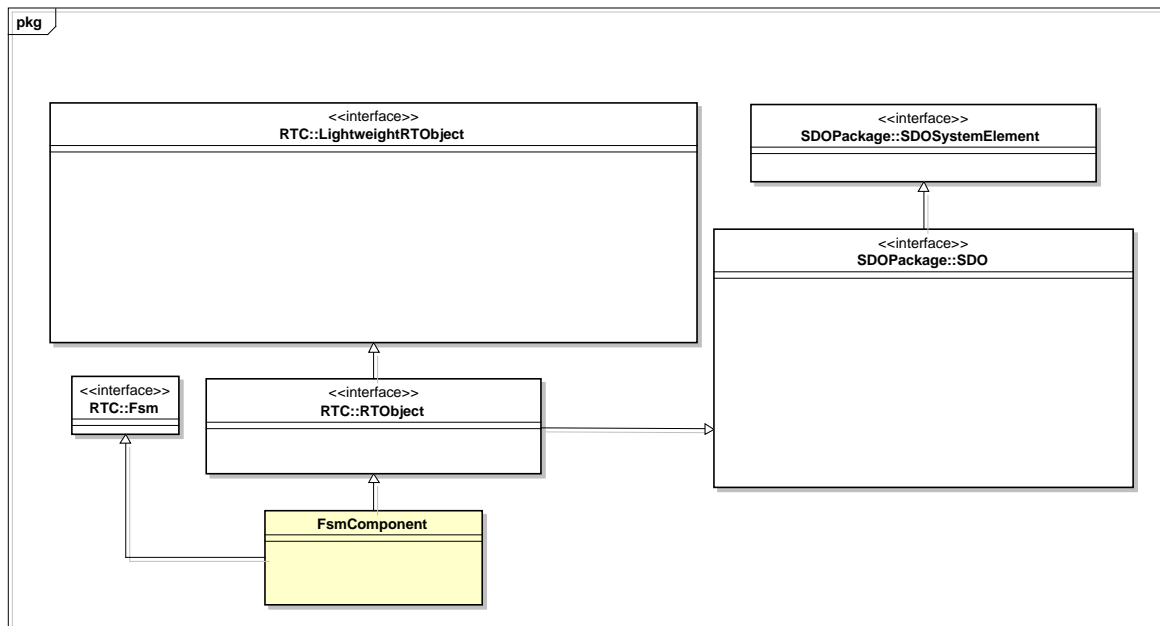 pkg
<<interface>>
RTC::LightweightRTObject
<<interface>>
SDOPackage::SDOSystemElement
<<interface>>
SDOPackage::SDO
<<interface>>
RTC::Fsm
<<interface>>
RTC::RTObject
FsmComponent